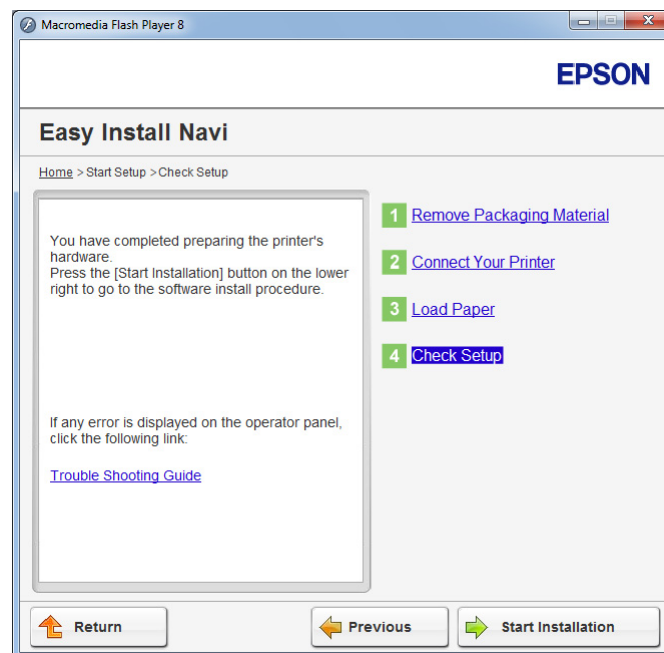 Macromedia Flash Player 8
EPSON
Easy Install Navi
Home > Start Setup >Check Setup
You have completed preparing the printer's
hardware.
Press the [Start Installation] button on the lower
right to go to the software install procedure.
If any error is displayed on the operator panel,
click the following link:
Trouble Shooting Guide
1 Remove Packaging Material
2 Connect Your Printer
3 Load Paper
4 Check Setup
Return
Previous
Start Installation